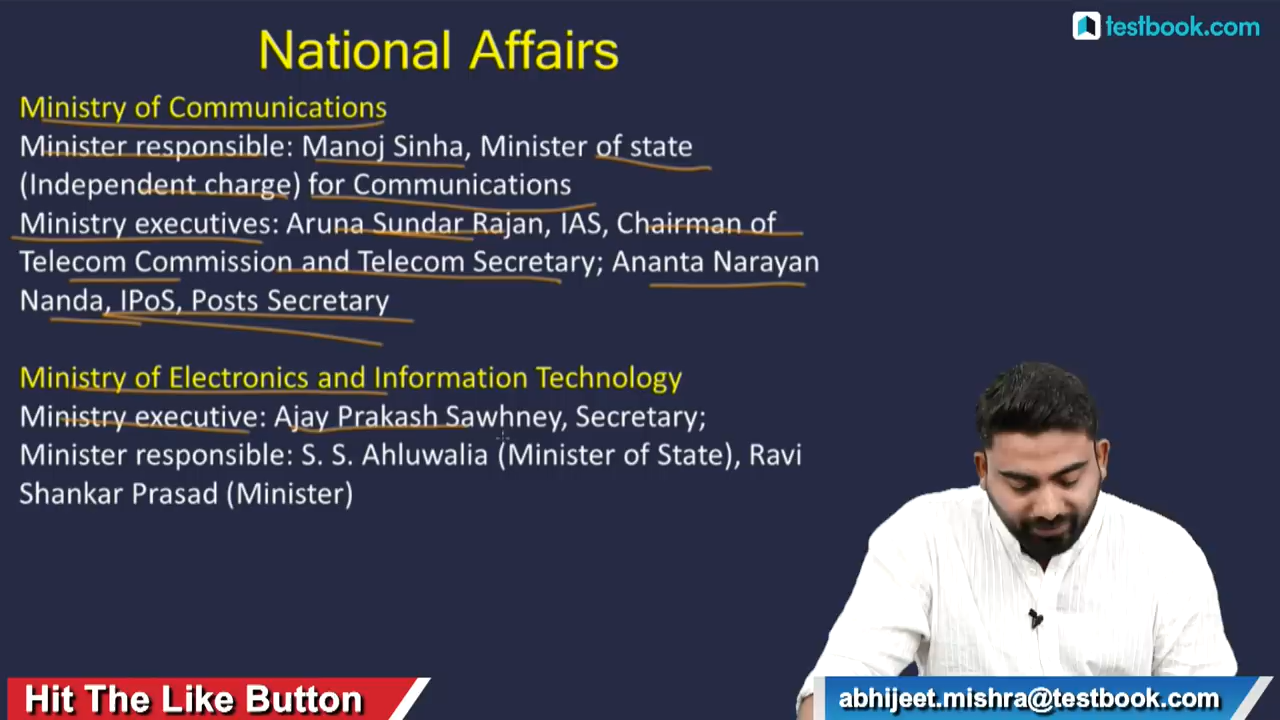 National Affairs
testbook.com
Ministry of Communications
Minister responsible: Manoj Sinha, Minister of state
(Independent charge) for Communications
Ministry executives: Aruna Sundar Rajan, IAS, Chairman of
Telecom Commission and Telecom Secretary; Ananta Narayan
Nanda, IPoS, Posts Secretary
Ministry of Electronics and Information Technology
Ministry executive: Ajay Prakash Sawhney, Secretary;
Minister responsible: S. S. Ahluwalia (Minister of State), Ravi
Shankar Prasad (Minister)
Hit The Like Button
abhijeet.mishra@testbook.com